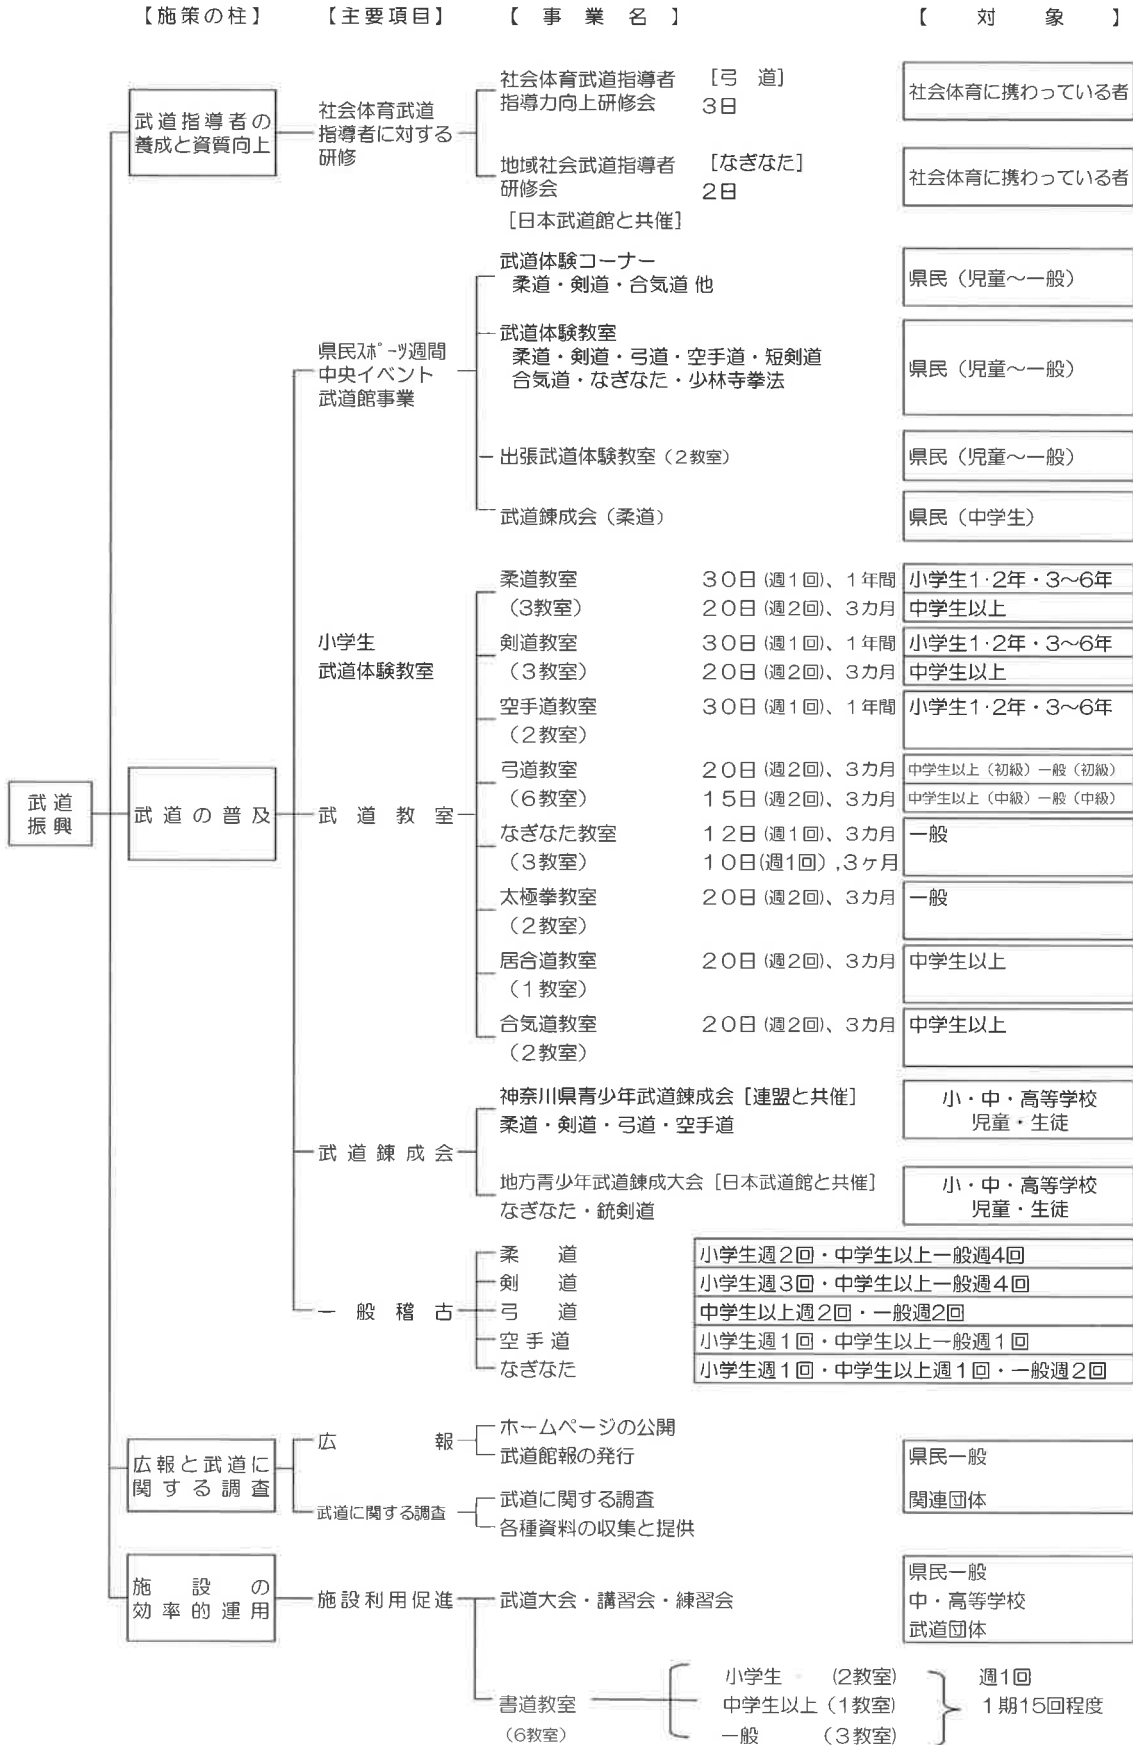 【施策の柱】 【主要項目】 【 事 業 名 】 【 対 象 】
武道振興
武道指導者の
養成と資質向上
社会体育武道
指導者に対する
研修
社会体育武道指導者 [弓 道]
指導力向上研修会 3日
社会体育に携わっている者
地域社会武道指導者 [なぎなた]
研修会 2日
[日本武道館と共催]
社会体育に携わっている者
武道の普及
県民スポーツ週間
中央イベント
武道館事業
武道体験コーナー
柔道・剣道・合気道 他
県民（児童〜一般）
武道体験教室
柔道・剣道・弓道・空手道・短剣道
合気道・なぎなた・少林寺拳法
県民（児童〜一般）
出張武道体験教室（2教室）
県民（児童〜一般）
武道錬成会（柔道）
県民（中学生）
小学生
武道体験教室
武 道 教 室
柔道教室 30日(週1回)、1年間 小学生1・2年・3〜6年
（3教室） 20日(週2回)、3カ月 中学生以上
剣道教室 30日(週1回)、1年間 小学生1・2年・3〜6年
（3教室） 20日(週2回)、3カ月 中学生以上
空手道教室 30日(週1回)、1年間 小学生1・2年・3〜6年
（2教室）
弓道教室 20日(週2回)、3カ月 中学生以上（初級）一般（初級）
（6教室） 15日(週2回)、3カ月 中学生以上（中級）一般（中級）
なぎなた教室 12日(週1回)、3カ月 一般
（3教室） 10日(週1回),3ヶ月
太極拳教室 20日(週2回)、3カ月 一般
（2教室）
居合道教室 20日(週2回)、3カ月 中学生以上
（1教室）
合気道教室 20日(週2回)、3カ月 中学生以上
（2教室）
武 道 錬 成 会
神奈川県青少年武道錬成会［連盟と共催］
柔道・剣道・弓道・空手道
小・中・高等学校
児童・生徒
地方青少年武道錬成大会［日本武道館と共催］
なぎなた・銃剣道
小・中・高等学校
児童・生徒
一 般 稽 古
柔 道 小学生週2回・中学生以上一般週4回
剣 道 小学生週3回・中学生以上一般週4回
弓 道 中学生以上週2回・一般週2回
空 手 道 小学生週1回・中学生以上一般週1回
なぎなた 小学生週1回・中学生以上週1回・一般週2回
広報と武道に
関する調査
広 報
ホームページの公開
武道館報の発行
武道に関する調査
武道に関する調査
各種資料の収集と提供
県民一般
関連団体
施 設 の
効率的運用
施設利用促進
武道大会・講習会・練習会
県民一般
中・高等学校
武道団体
書道教室
（6教室）
小学生 （2教室）
中学生以上（1教室）
一般 （3教室）
週1回
1期15回程度